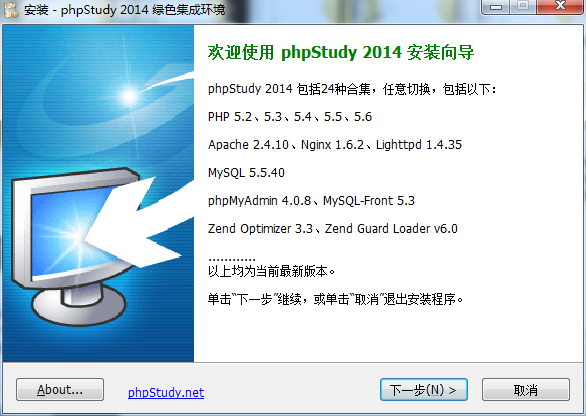 安装 - phpStudy 2014 绿色集成环境
欢迎使用 phpStudy 2014 安装向导
phpStudy 2014 包括24种合集，任意切换，包括以下：
PHP 5.2、5.3、5.4、5.5、5.6
Apache 2.4.10、Nginx 1.6.2、Lighttpd 1.4.35
MySQL 5.5.40
phpMyAdmin 4.0.8、MySQL-Front 5.3
Zend Optimizer 3.3、Zend Guard Loader v6.0
............
以上均为当前最新版本。
单击“下一步”继续，或单击“取消”退出安装程序。
About...
phpStudy.net
下一步(N) >
取消